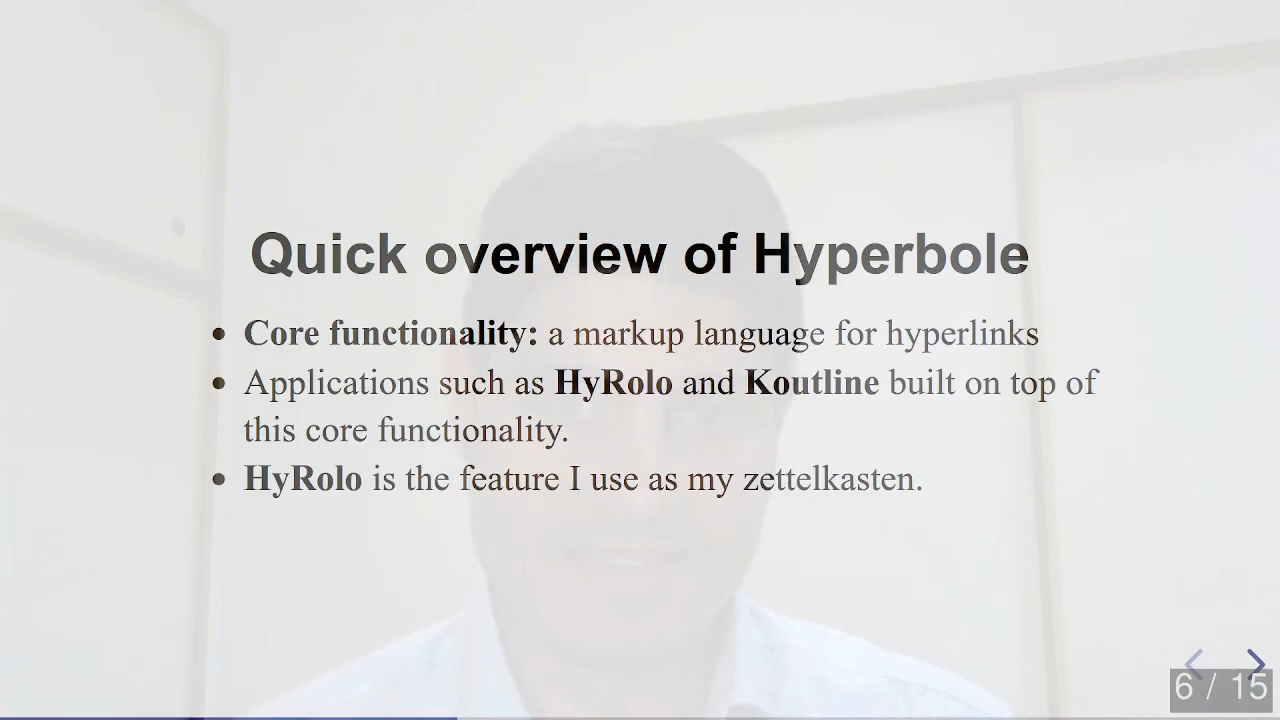 Quick overview of Hyperbole
• Core functionality: a markup language for hyperlinks
• Applications such as HyRolo and Koutline built on top of
this core functionality.
• HyRolo is the feature I use as my zettelkasten.
6 / 15